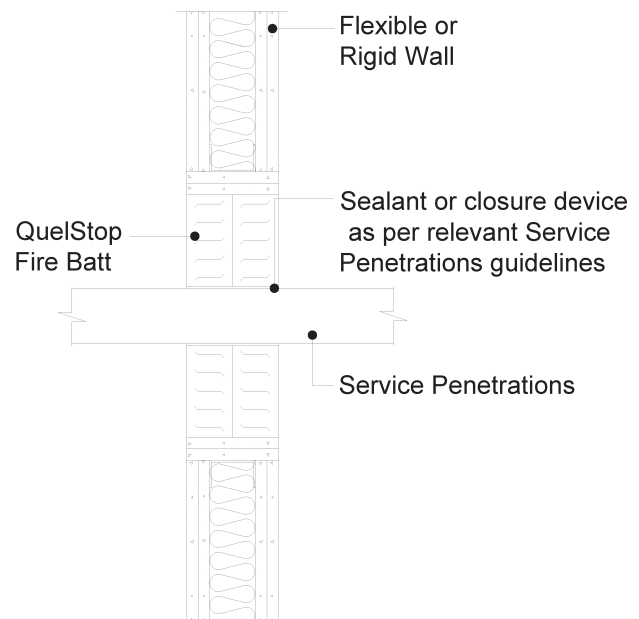 Flexible or
Rigid Wall
Sealant or closure device
as per relevant Service
Penetrations guidelines
QuelStop
Fire Batt
Service Penetrations